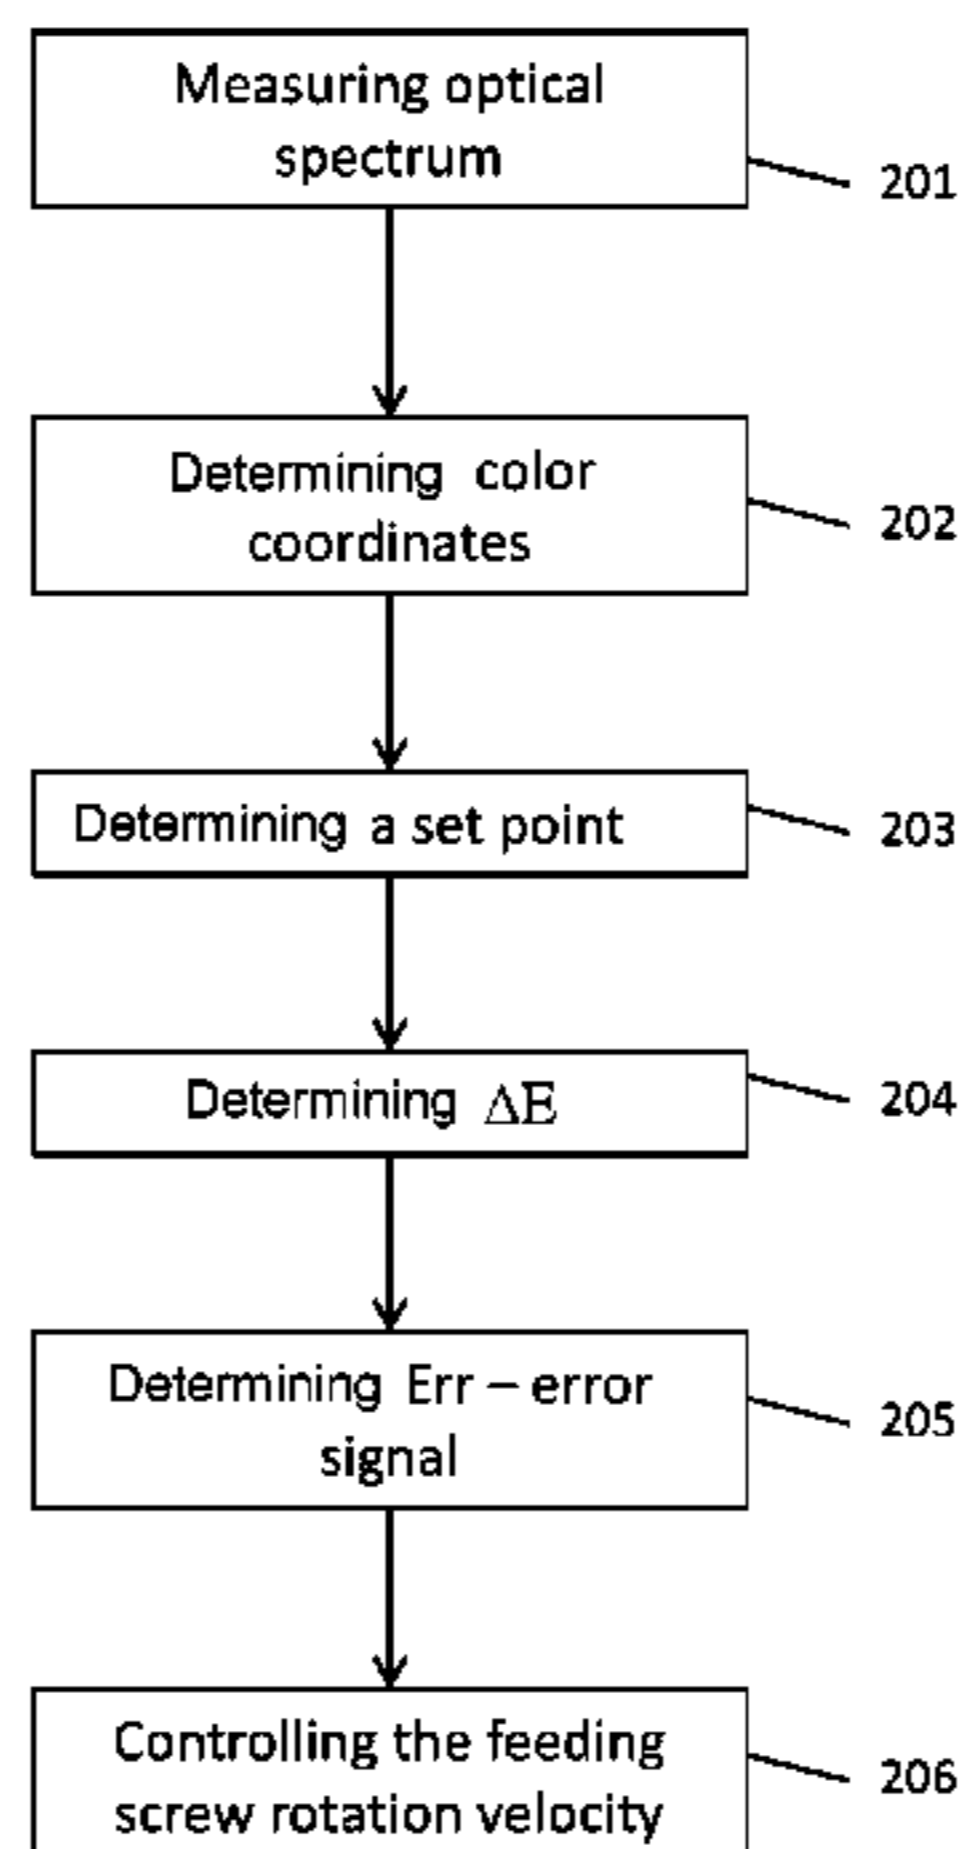 Measuring optical
spectrum
201
Determining color
coordinates
202
Determining a set point
203
Determining ΔE
204
Determining Err – error
signal
205
Controlling the feeding
screw rotation velocity
206